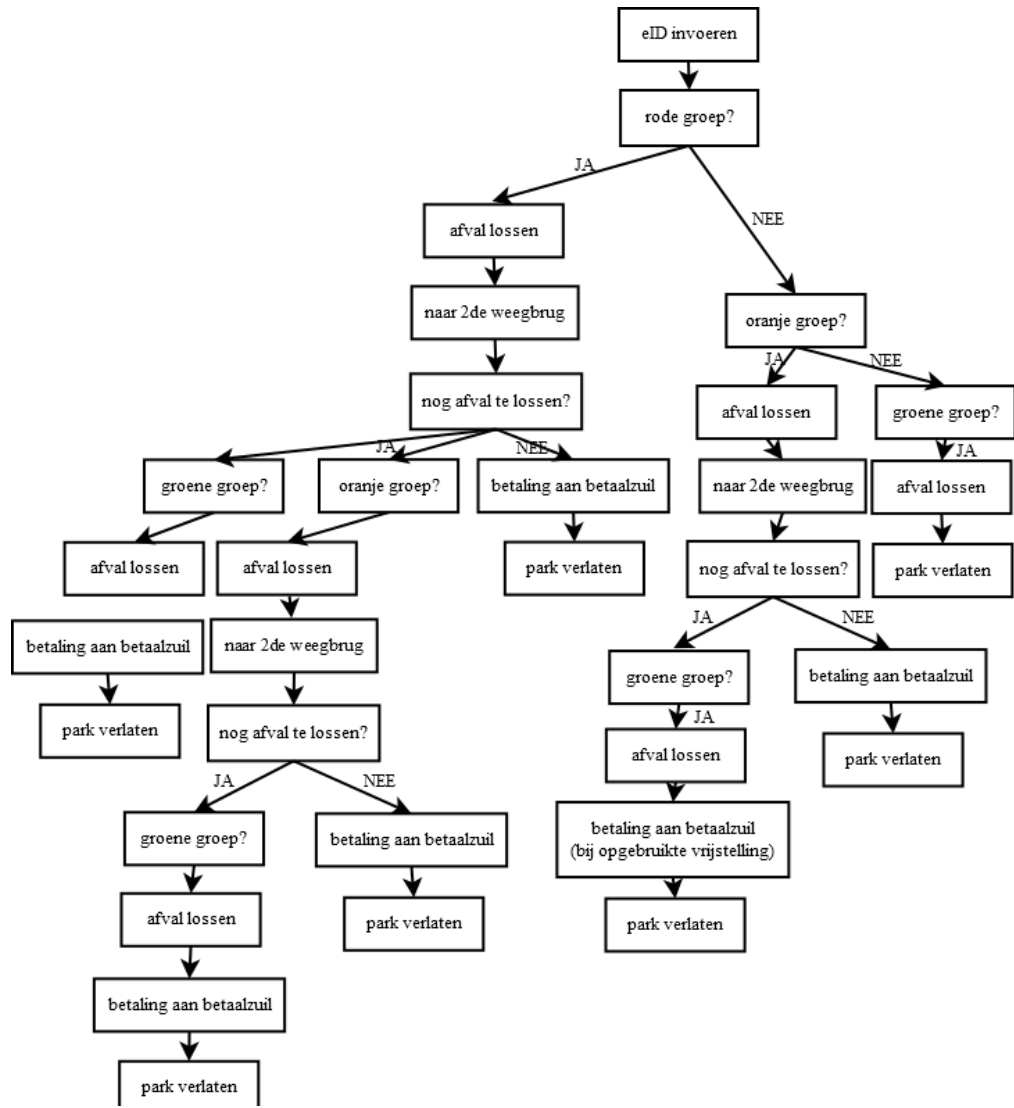 eID invoeren
rode groep?
JA
NEE
afval lossen
naar 2de weegbrug
oranje groep?
nog afval te lossen?
JA
NEE
afval lossen
groene groep?
JA
NEE
JA
groene groep?
oranje groep?
betaling aan betaalzuil
naar 2de weegbrug
afval lossen
afval lossen
afval lossen
park verlaten
nog afval te lossen?
park verlaten
betaling aan betaalzuil
naar 2de weegbrug
JA
NEE
groene groep?
betaling aan betaalzuil
park verlaten
nog afval te lossen?
JA
afval lossen
park verlaten
JA
NEE
groene groep?
betaling aan betaalzuil
betaling aan betaalzuil
(bij opgebruikte vrijstelling)
afval lossen
park verlaten
park verlaten
betaling aan betaalzuil
park verlaten